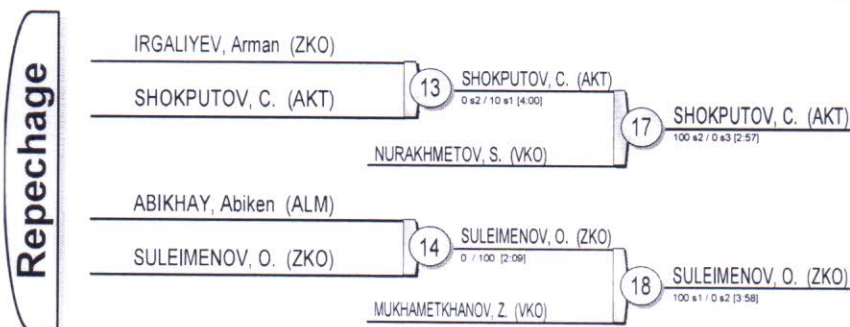 Repechage
IRGALIYEV, Arman (ZKO)
SHOKPUTOV, C. (AKT)
13
SHOKPUTOV, C. (AKT)
0 s2 / 10 s1 [4:00]
NURAKHMETOV, S. (VKO)
17
SHOKPUTOV, C. (AKT)
100 s2 / 0 s3 [2:57]
ABIKHAY, Abiken (ALM)
SULEIMENOV, O. (ZKO)
14
SULEIMENOV, O. (ZKO)
0 / 100 [2:09]
MUKHAMETKHANOV, Z. (VKO)
18
SULEIMENOV, O. (ZKO)
100 s1 / 0 s2 [3:58]